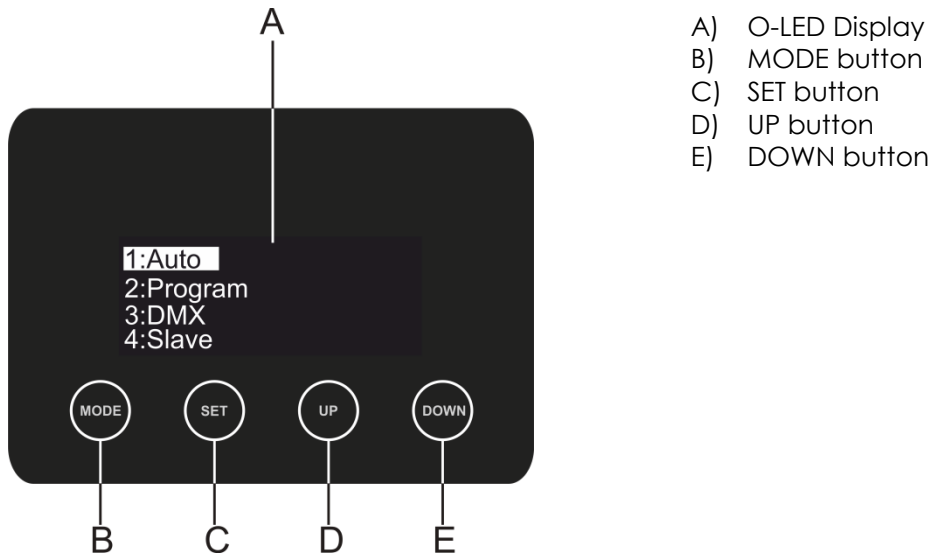 A
A) O-LED Display
B) MODE button
C) SET button
D) UP button
E) DOWN button
1:Auto
2:Program
3:DMX
4:Slave
MODE SET UP DOWN
B C D E